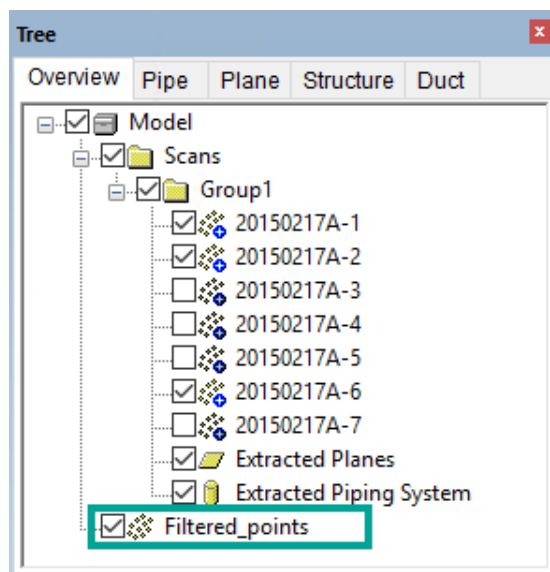 Tree
x
Overview Pipe Plane Structure Duct
Model
Scans
Group1
20150217A-1
20150217A-2
20150217A-3
20150217A-4
20150217A-5
20150217A-6
20150217A-7
Extracted Planes
Extracted Piping System
Filtered_points